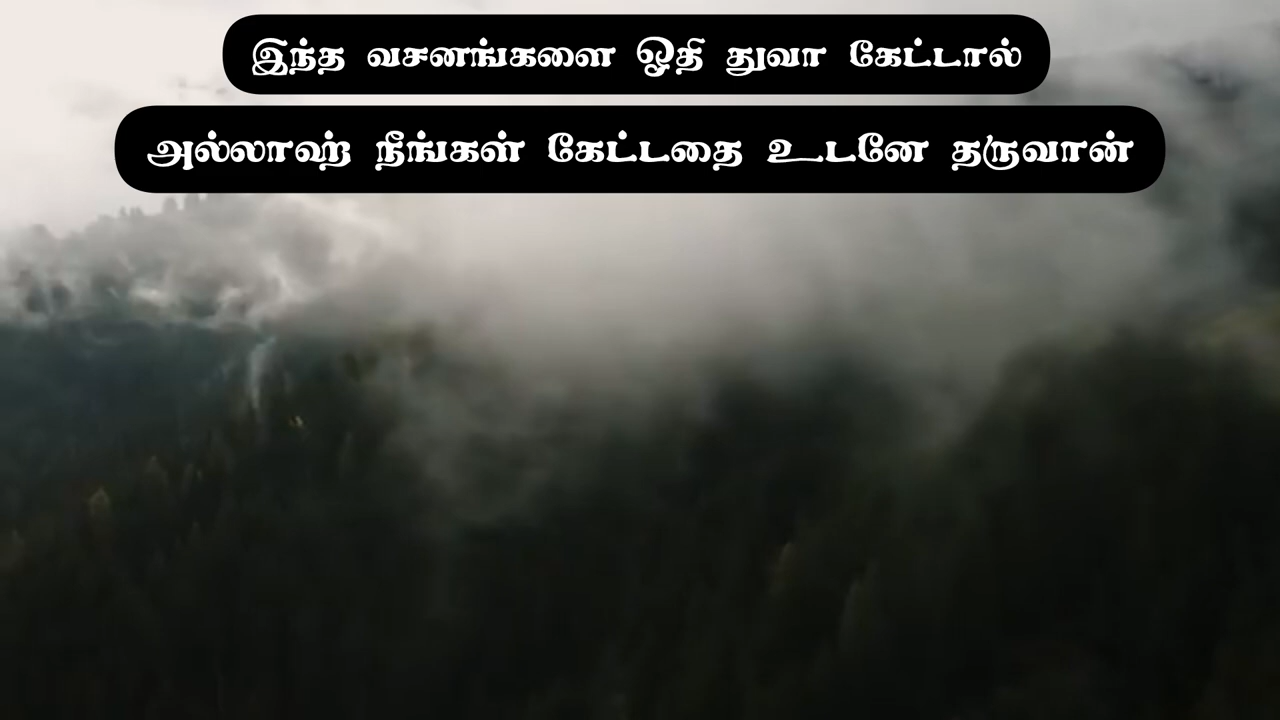 இந்த வசனங்களை ஓதி துவா கேட்டால்
அல்லாஹ் நீங்கள் கேட்டதை உடனே தருவான்